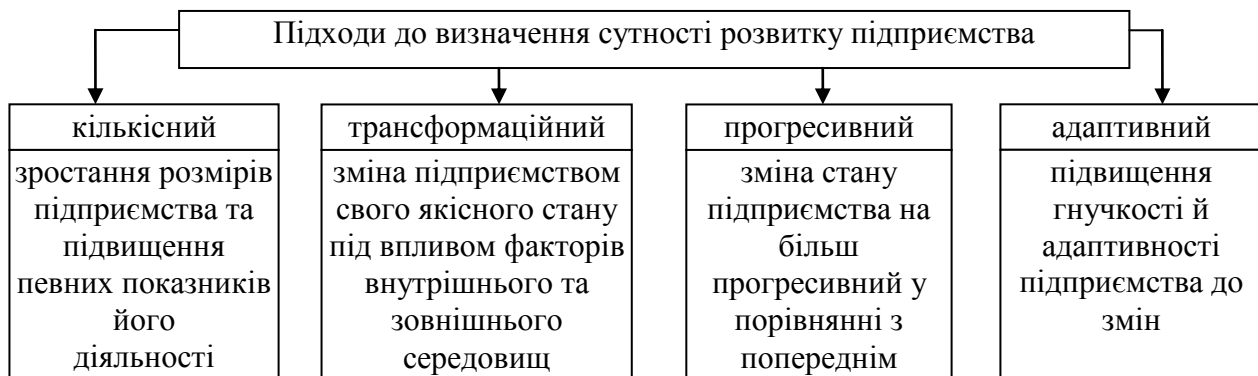 Підходи до визначення сутності розвитку підприємства
кількісний
зростання розмірів
підприємства та
підвищення
певних показників
його
діяльності
трансформаційний
зміна підприємством
свого якісного стану
під впливом факторів
внутрішнього та
зовнішнього
середовищ
прогресивний
зміна стану
підприємства на
більш
прогресивний у
порівнянні з
попереднім
адаптивний
підвищення
гнучкості й
адаптивності
підприємства до
змін